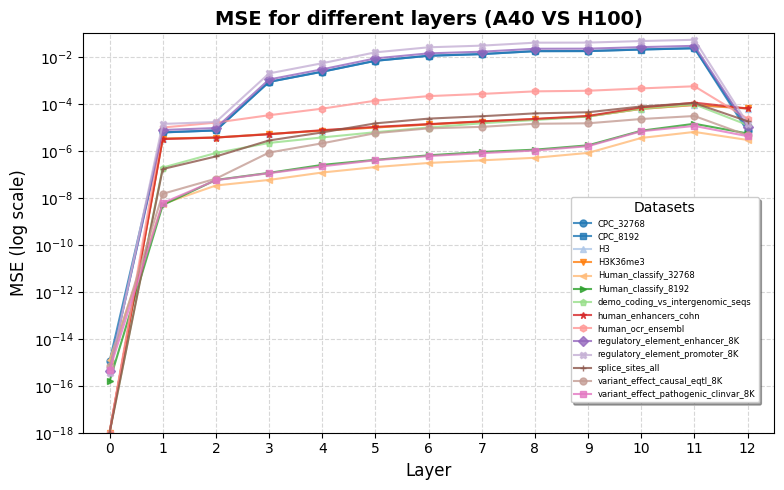 MSE for different layers (A40 VS H100)
MSE (log scale)
10^-2
10^-4
10^-6
10^-8
10^-10
10^-12
10^-14
10^-16
10^-18
0 1 2 3 4 5 6 7 8 9 10 11 12
Layer
Datasets
CPC_32768
CPC_8192
H3
H3K36me3
Human_classify_32768
Human_classify_8192
demo_coding_vs_intergenomic_seqs
human_enhancers_cohn
human_ocr_ensembl
regulatory_element_enhancer_8K
regulatory_element_promoter_8K
splice_sites_all
variant_effect_causal_eqtl_8K
variant_effect_pathogenic_clinvar_8K